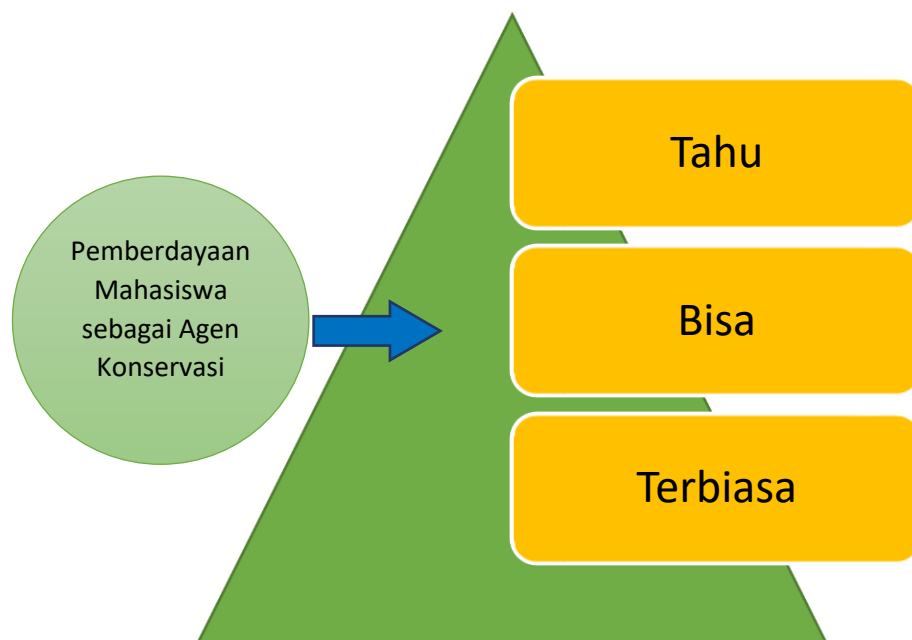 Pemberdayaan
Mahasiswa
sebagai Agen
Konservasi
Tahu
Bisa
Terbiasa